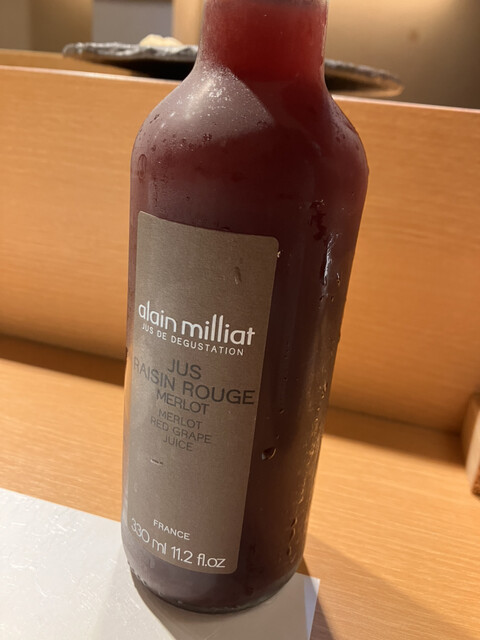 alain milliat
JUS DE DEGUSTATION
JUS
RAISIN ROUGE
MERLOT
MERLOT
RED GRAPE
JUICE
FRANCE
330 ml 11.2 fl.oz